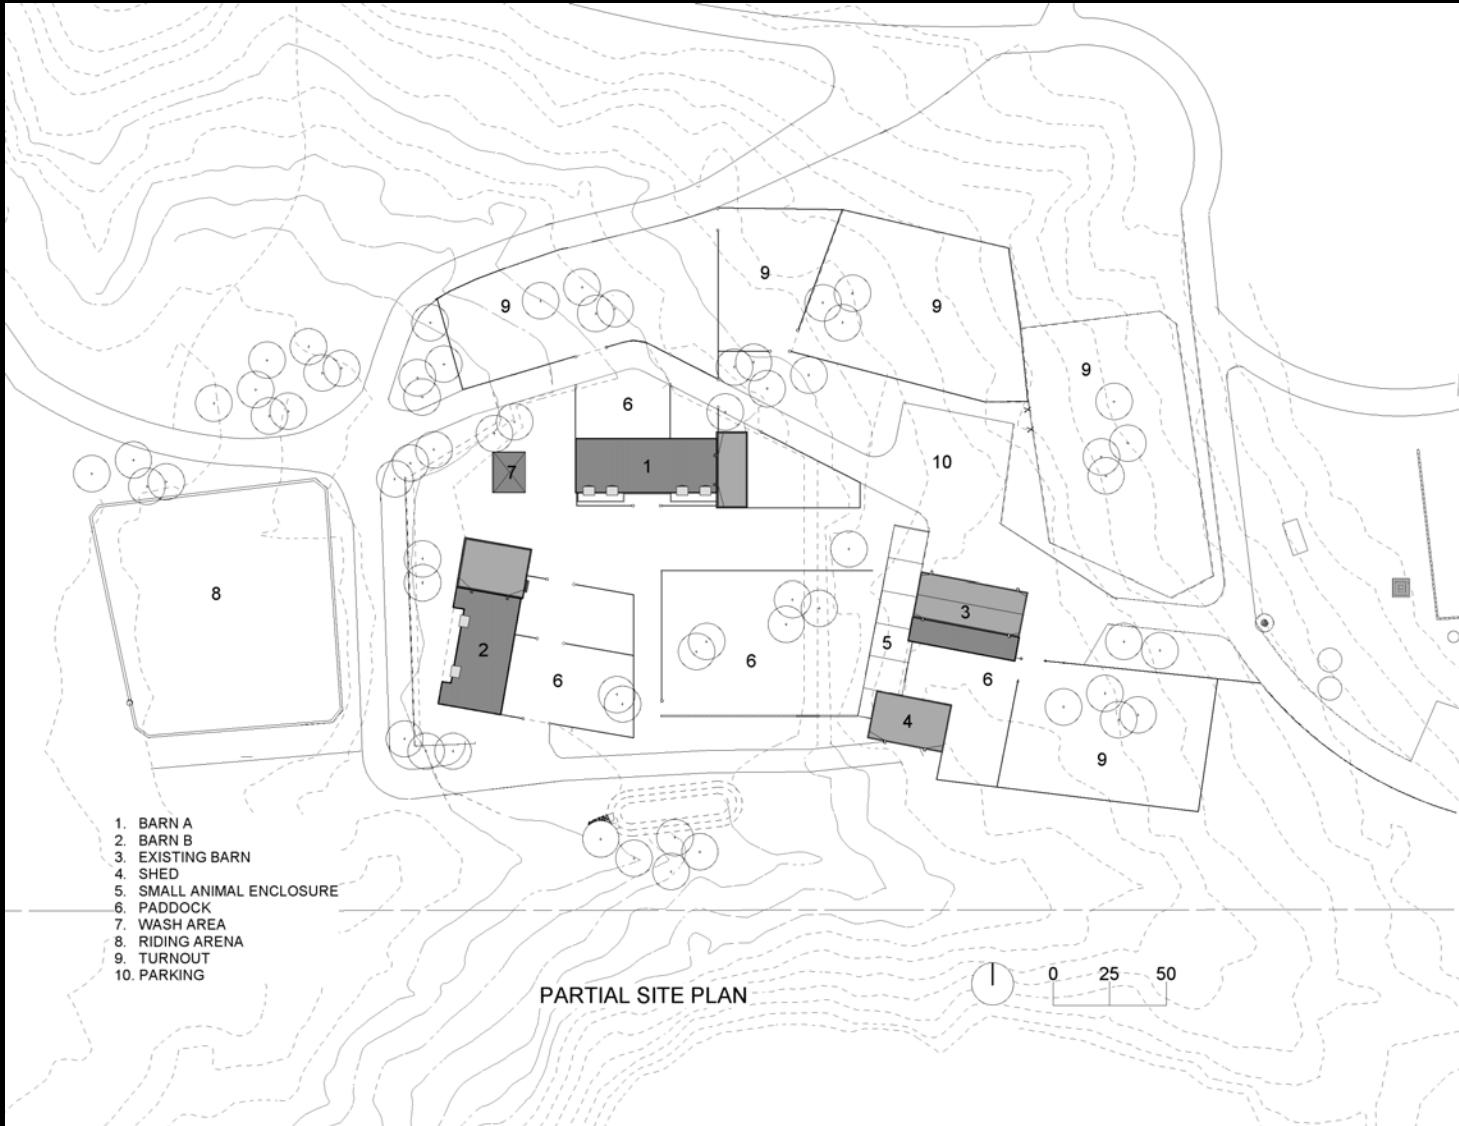 9
9
9
9
6
1
10
7
8
3
5
2
6
6
6
4
9
1. BARN A
2. BARN B
3. EXISTING BARN
4. SHED
5. SMALL ANIMAL ENCLOSURE
6. PADDOCK
7. WASH AREA
8. RIDING ARENA
9. TURNOUT
10. PARKING
PARTIAL SITE PLAN
0 25 50